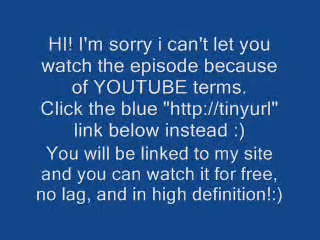 HI! I'm sorry i can't let you
watch the episode because
of YOUTUBE terms.
Click the blue "http://tinyurl"
link below instead :)
You will be linked to my site
and you can watch it for free,
no lag, and in high definition!:)